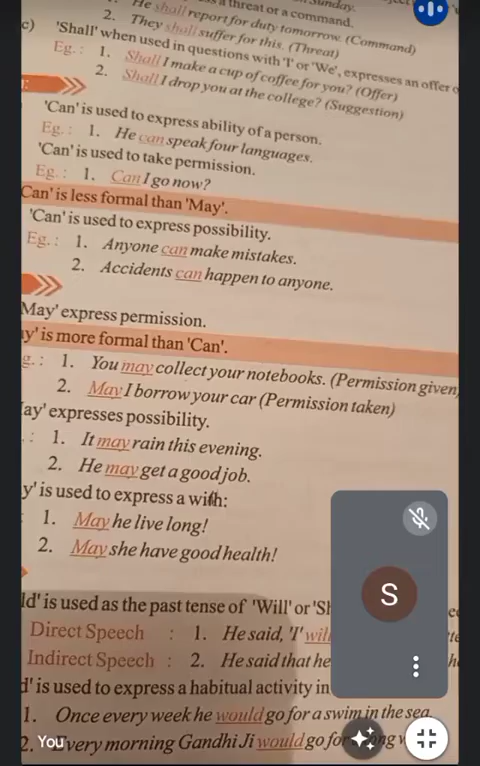 He shall report for duty tomorrow. (Command)
2. They shall suffer for this. (Threat)
c) 'Shall' when used in questions with 'I' or 'We', expresses an offer
Eg. : 1. Shall I make a cup of coffee for you? (Offer)
2. Shall I drop you at the college? (Suggestion)
'Can' is used to express ability of a person.
Eg. : 1. He can speak four languages.
'Can' is used to take permission.
Eg. : 1. Can I go now?
Can' is less formal than 'May'.
'Can' is used to express possibility.
Eg. : 1. Anyone can make mistakes.
2. Accidents can happen to anyone.
May' express permission.
y' is more formal than 'Can'.
g. : 1. You may collect your notebooks. (Permission given)
2. May I borrow your car (Permission taken)
ay' expresses possibility.
: 1. It may rain this evening.
2. He may get a good job.
y' is used to express a with:
1. May he live long!
2. May she have good health!
S
ld' is used as the past tense of 'Will' or 'Sh
Direct Speech : 1. He said, 'I' will
Indirect Speech : 2. He said that he
d' is used to express a habitual activity in
1. Once every week he would go for a swim in the sea
2. Every morning Gandhi Ji would go for
You